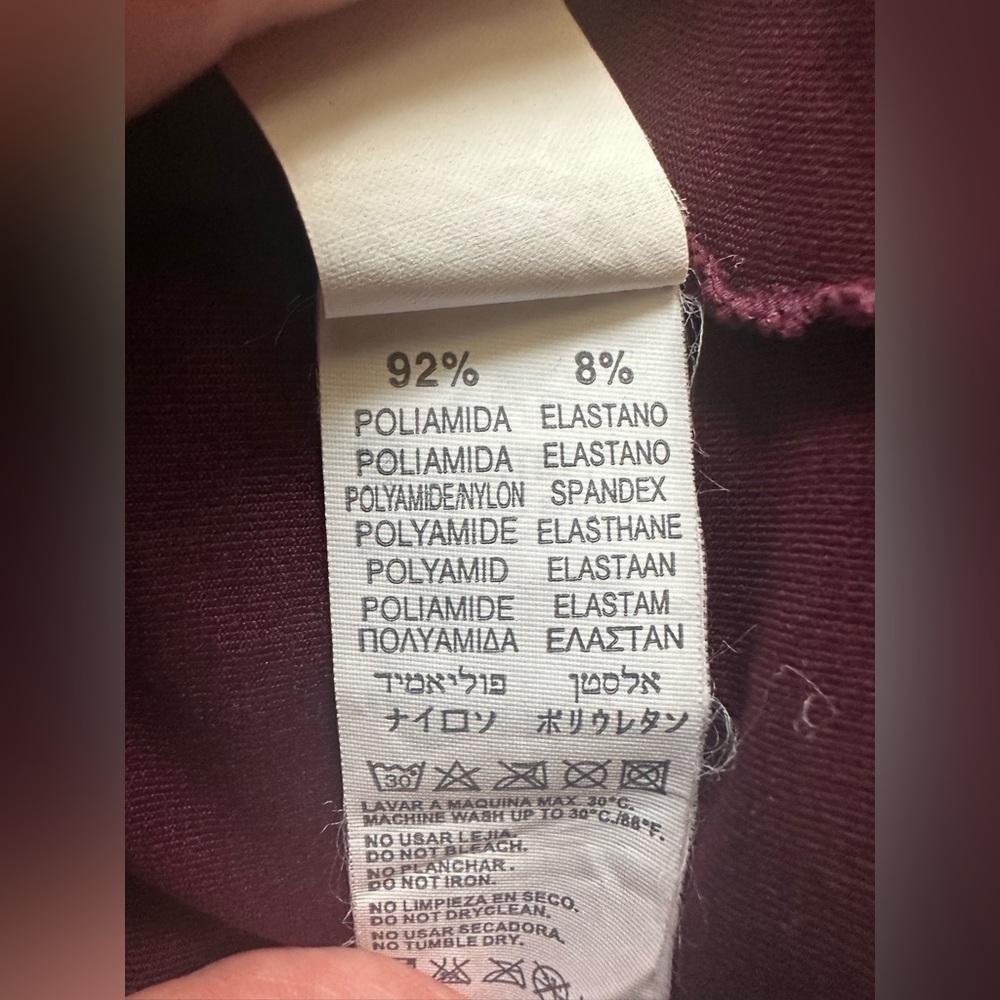 92% 8%
POLIAMIDA ELASTANO
POLIAMIDA ELASTANO
POLYAMIDE/NYLON SPANDEX
POLYAMIDE ELASTHANE
POLYAMID ELASTAAN
POLIAMIDE ELASTAM
ΠΟΛΥΑΜΙΔΑ ΕΛΑΣΤΑΝ
פוליאמיד אלסטן
ナイロソ ポリウレタソ
30°
LAVAR A MAQUINA MAX. 30°C.
MACHINE WASH UP TO 30°C./86°F.
NO USAR LEJIA.
DO NOT BLEACH.
NO PLANCHAR.
DO NOT IRON.
NO LIMPIEZA EN SECO.
DO NOT DRYCLEAN.
NO USAR SECADORA.
NO TUMBLE DRY.